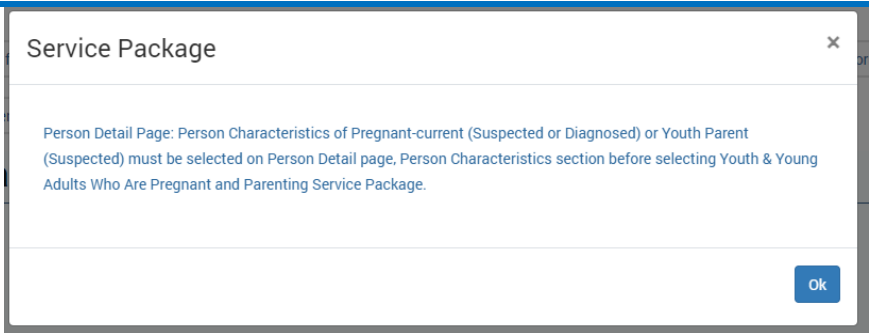 Service Package
×
Person Detail Page: Person Characteristics of Pregnant-current (Suspected or Diagnosed) or Youth Parent
(Suspected) must be selected on Person Detail page, Person Characteristics section before selecting Youth & Young
Adults Who Are Pregnant and Parenting Service Package.
Ok